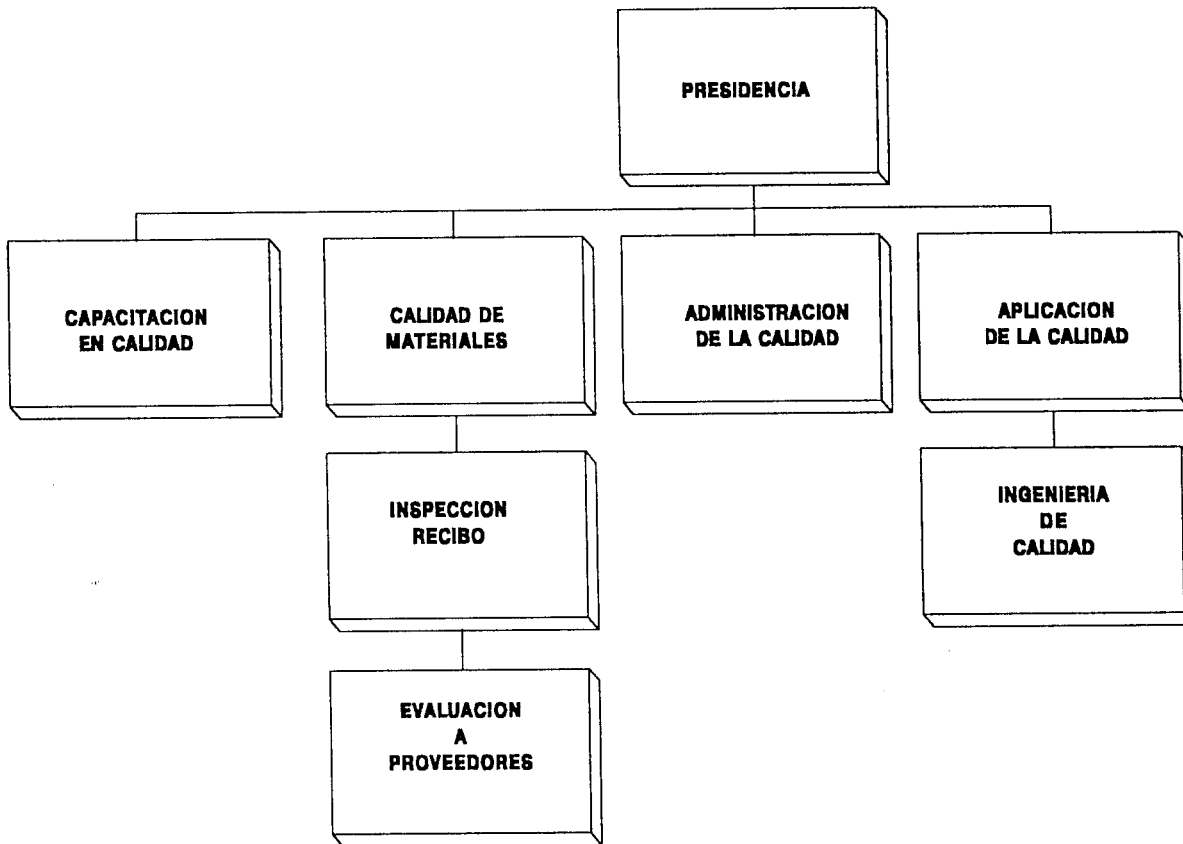 PRESIDENCIA
CAPACITACION
EN CALIDAD
CALIDAD DE
MATERIALES
ADMINISTRACION
DE LA CALIDAD
APLICACION
DE LA CALIDAD
INSPECCION
RECIBO
INGENIERIA
DE
CALIDAD
EVALUACION
A
PROVEEDORES